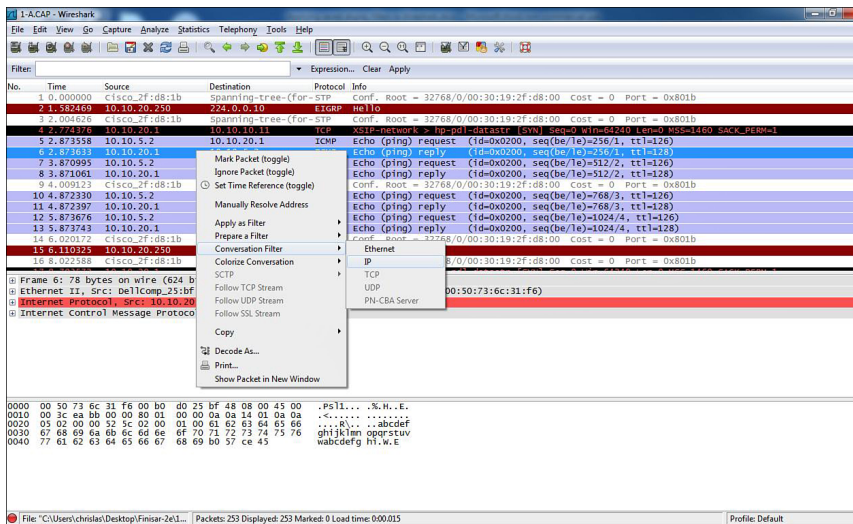 1-A.CAP - Wireshark
File Edit View Go Capture Analyze Statistics Telephony Tools Help
Filter: Expression... Clear Apply
No. Time Source Destination Protocol Info
1 0.000000 Cisco_2f:d8:1b Spanning-tree-(for- STP Conf. Root = 32768/0/00:30:19:2f:d8:00 Cost = 0 Port = 0x801b
2 1.582469 10.10.20.250 224.0.0.10 EIGRP Hello
3 2.004626 Cisco_2f:d8:1b Spanning-tree-(for- STP Conf. Root = 32768/0/00:30:19:2f:d8:00 Cost = 0 Port = 0x801b
4 2.774376 10.10.20.1 10.10.10.11 TCP XSIP-network > hp-pdl-datastr [SYN] Seq=0 Win=64240 Len=0 MSS=1460 SACK_PERM=1
5 2.873558 10.10.5.2 10.10.20.1 ICMP Echo (ping) request (id=0x0200, seq(be/le)=256/1, ttl=126)
6 2.873633 10.10.20.1 Echo (ping) reply (id=0x0200, seq(be/le)=256/1, ttl=128)
7 3.870995 10.10.5.2 Echo (ping) request (id=0x0200, seq(be/le)=512/2, ttl=126)
8 3.871061 10.10.20.1 Echo (ping) reply (id=0x0200, seq(be/le)=512/2, ttl=128)
9 4.009123 Cisco_2f:d8:1b Conf. Root = 32768/0/00:30:19:2f:d8:00 Cost = 0 Port = 0x801b
10 4.872330 10.10.5.2 Echo (ping) request (id=0x0200, seq(be/le)=768/3, ttl=126)
11 4.872397 10.10.20.1 Echo (ping) reply (id=0x0200, seq(be/le)=768/3, ttl=128)
12 5.873676 10.10.5.2 Echo (ping) request (id=0x0200, seq(be/le)=1024/4, ttl=126)
13 5.873743 10.10.20.1 Echo (ping) reply (id=0x0200, seq(be/le)=1024/4, ttl=128)
14 6.020172 Cisco_2f:d8:1b Conf. Root = 32768/0/00:30:19:2f:d8:00 Cost = 0 Port = 0x801b
15 6.110325 10.10.20.250
16 8.022588 Cisco_2f:d8:1b 2f:d8:00 Cost = 0 Port = 0x801b
Mark Packet (toggle)
Ignore Packet (toggle)
Set Time Reference (toggle)
Manually Resolve Address
Apply as Filter
Prepare a Filter
Conversation Filter
Colorize Conversation
SCTP
Follow TCP Stream
Follow UDP Stream
Follow SSL Stream
Copy
Decode As...
Print...
Show Packet in New Window
Ethernet
IP
TCP
UDP
PN-CBA Server
Frame 6: 78 bytes on wire (624 b
Ethernet II, Src: DellComp_25:bf 00:50:73:6c:31:f6)
Internet Protocol, Src: 10.10.20
Internet Control Message Protoco
0000 00 50 73 6c 31 f6 00 b0 d0 25 bf 48 08 00 45 00 .Psl1... .%.H..E.
0010 00 3c ea bb 00 00 80 01 00 00 0a 0a 14 01 0a 0a .<...... ........
0020 05 02 00 00 52 5c 02 00 01 00 61 62 63 64 65 66 ....R\.. ..abcdef
0030 67 68 69 6a 6b 6c 6d 6e 6f 70 71 72 73 74 75 76 ghijklmn opqrstuv
0040 77 61 62 63 64 65 66 67 68 69 b0 57 ce 45 wabcdefg hi.W.E
File: "C:\Users\chrislas\Desktop\Finisar-2e\1... Packets: 253 Displayed: 253 Marked: 0 Load time: 0:00.015 Profile: Default